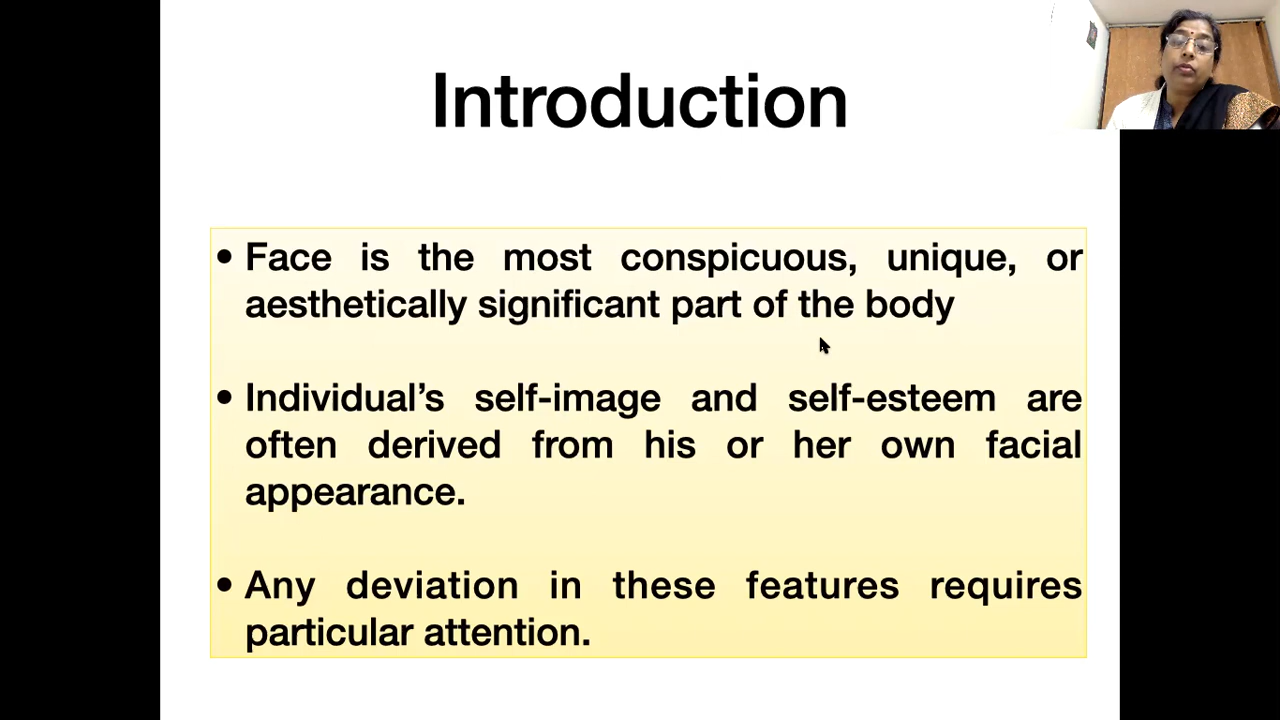 Introduction
• Face is the most conspicuous, unique, or
aesthetically significant part of the body
• Individual’s self-image and self-esteem are
often derived from his or her own facial
appearance.
• Any deviation in these features requires
particular attention.